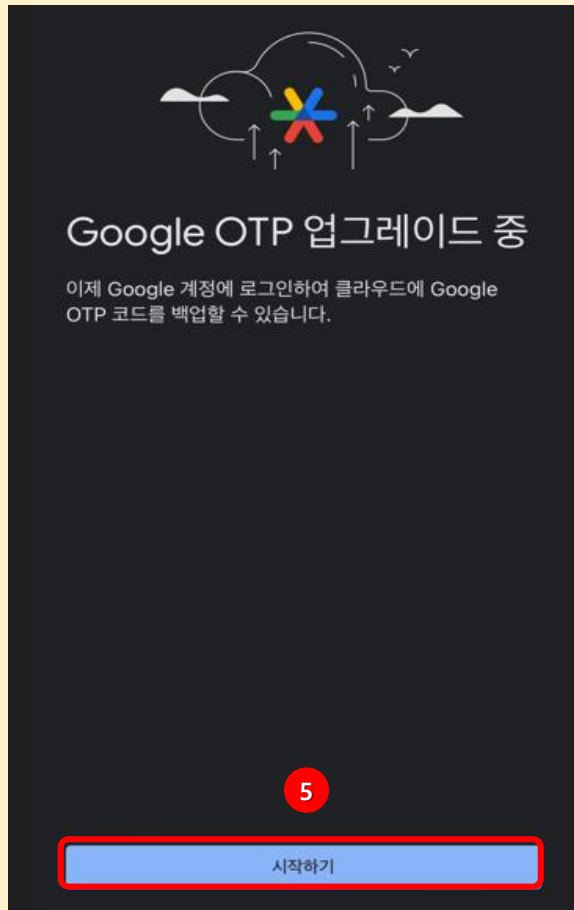 Google OTP 업그레이드 중
이제 Google 계정에 로그인하여 클라우드에 Google
OTP 코드를 백업할 수 있습니다.
5
시작하기